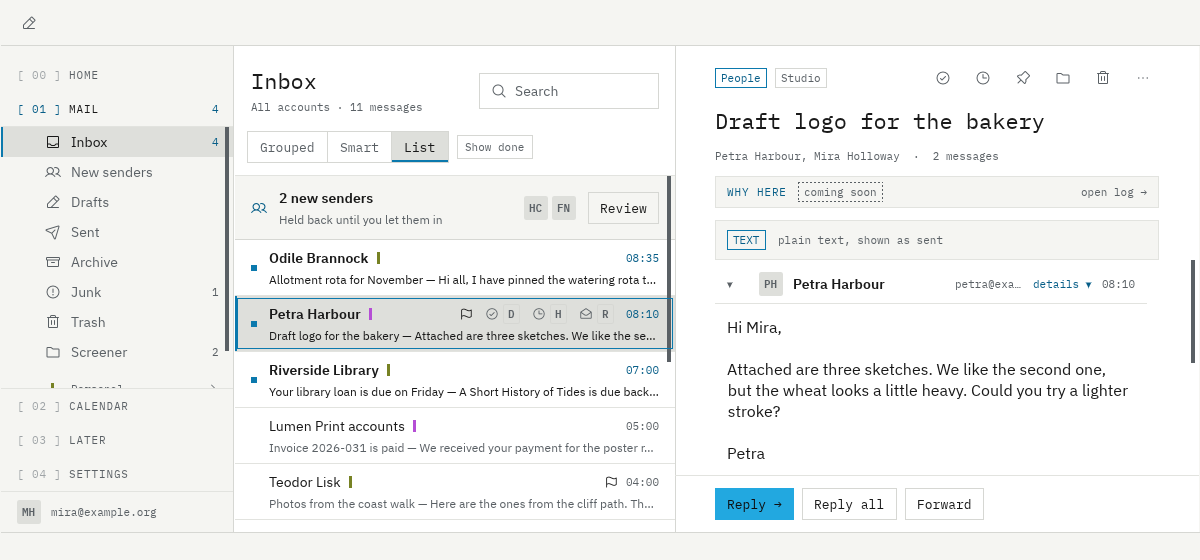 [ 00 ] HOME
[ 01 ] MAIL 4
Inbox 4
New senders
Drafts
Sent
Archive
Junk 1
Trash
Screener 2
[ 02 ] CALENDAR
[ 03 ] LATER
[ 04 ] SETTINGS
MH mira@example.org
Inbox
All accounts · 11 messages
Search
Grouped Smart List Show done
2 new senders
Held back until you let them in
HC FN Review
Odile Brannock 08:35
Allotment rota for November — Hi all, I have pinned the watering rota t…
Petra Harbour D H R 08:10
Draft logo for the bakery — Attached are three sketches. We like the se…
Riverside Library 07:00
Your library loan is due on Friday — A Short History of Tides is due back…
Lumen Print accounts 05:00
Invoice 2026-031 is paid — We received your payment for the poster r…
Teodor Lisk 04:00
Photos from the coast walk — Here are the ones from the cliff path. Th…
People Studio
Draft logo for the bakery
Petra Harbour, Mira Holloway · 2 messages
WHY HERE coming soon open log →
TEXT plain text, shown as sent
▾ PH Petra Harbour petra@exa… details ▾ 08:10
Hi Mira,
Attached are three sketches. We like the second one,
but the wheat looks a little heavy. Could you try a lighter
stroke?
Petra
Reply → Reply all Forward